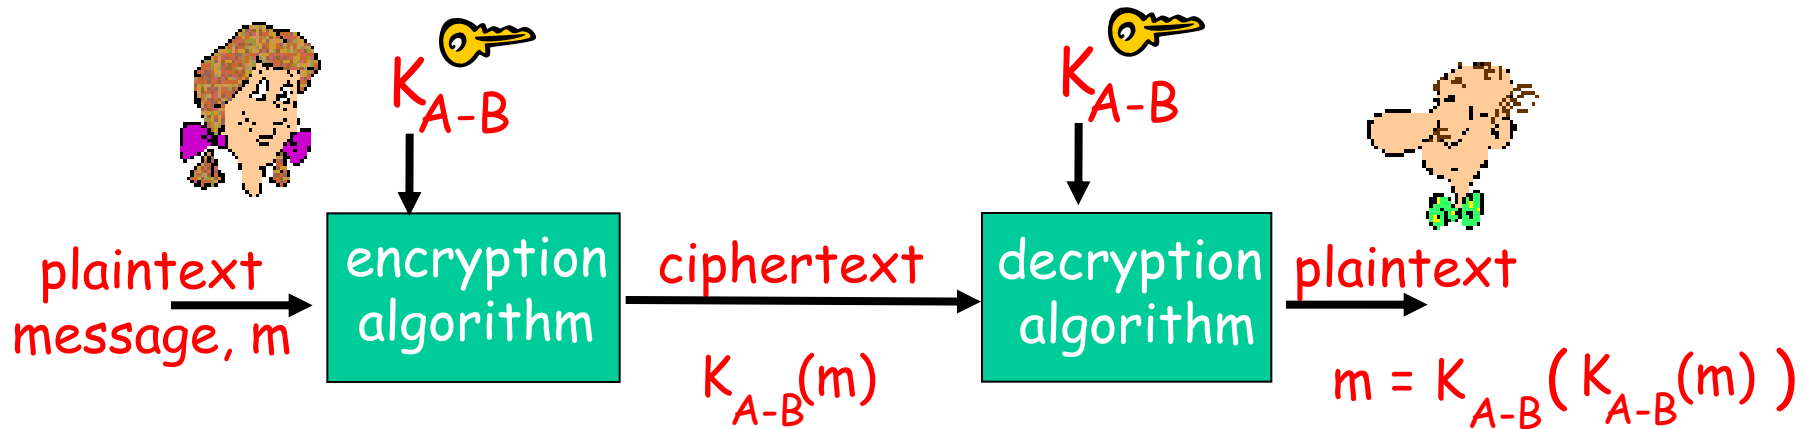 K A-B
K A-B
plaintext
message, m
encryption
algorithm
ciphertext
K A-B (m)
decryption
algorithm
plaintext
m = K A-B ( K A-B (m) )